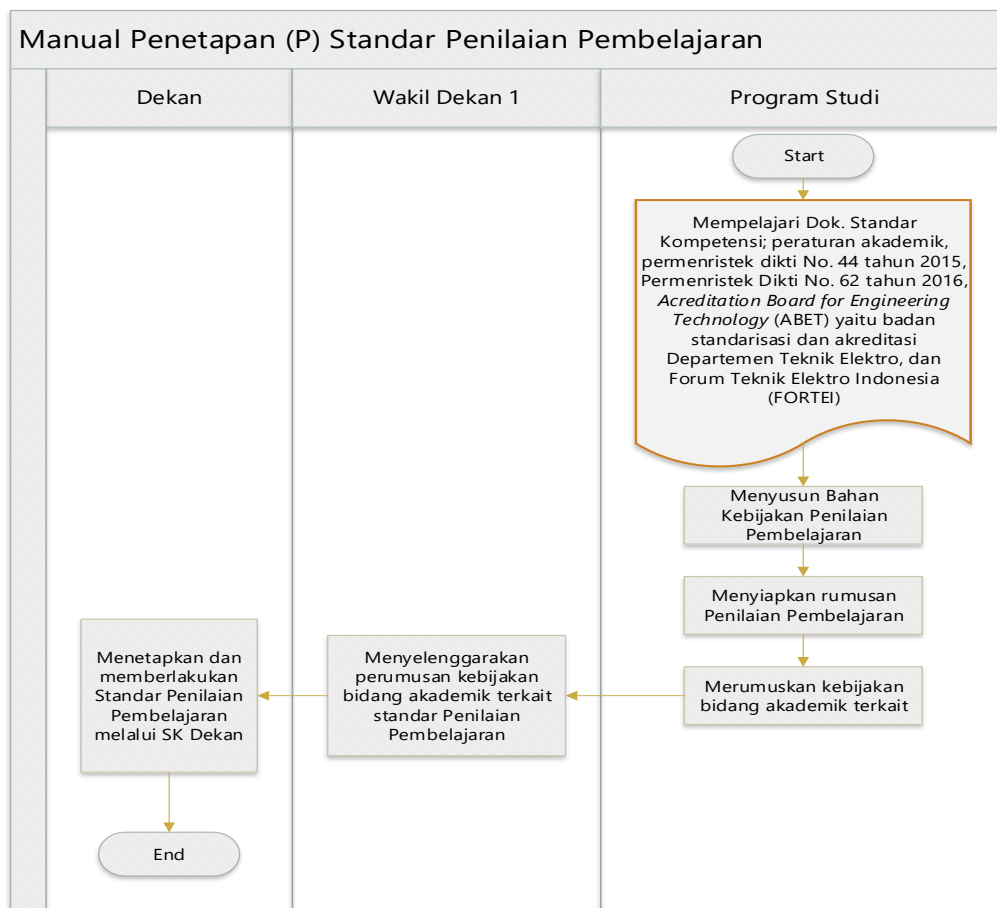 Manual Penetapan (P) Standar Penilaian Pembelajaran
Dekan
Wakil Dekan 1
Program Studi
Start
Mempelajari Dok. Standar
Kompetensi; peraturan akademik,
permenristek dikti No. 44 tahun 2015,
Permenristek Dikti No. 62 tahun 2016,
Acreditation Board for Engineering
Technology (ABET) yaitu badan
standarisasi dan akreditasi
Departemen Teknik Elektro, dan
Forum Teknik Elektro Indonesia
(FORTEI)
Menyusun Bahan
Kebijakan Penilaian
Pembelajaran
Menyiapkan rumusan
Penilaian Pembelajaran
Merumuskan kebijakan
bidang akademik terkait
Menyelenggarakan
perumusan kebijakan
bidang akademik terkait
standar Penilaian
Pembelajaran
Menetapkan dan
memberlakukan
Standar Penilaian
Pembelajaran
melalui SK Dekan
End